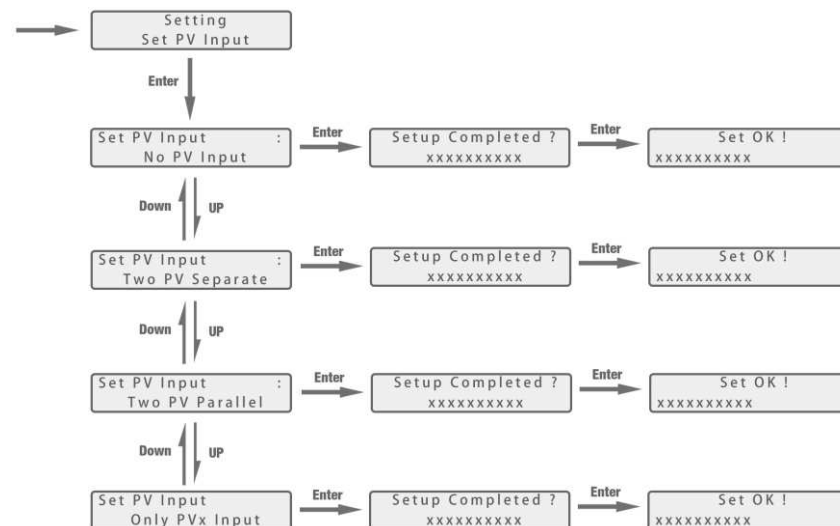 Setting
Set PV Input
Enter
Set PV Input :
No PV Input
Enter
Setup Completed ?
xxxxxxxxxx
Enter
Set OK !
xxxxxxxxxx
Down
UP
Set PV Input :
Two PV Separate
Enter
Setup Completed ?
xxxxxxxxxx
Enter
Set OK !
xxxxxxxxxx
Down
UP
Set PV Input :
Two PV Parallel
Enter
Setup Completed ?
xxxxxxxxxx
Enter
Set OK !
xxxxxxxxxx
Down
UP
Set PV Input
Only PVx Input
Enter
Setup Completed ?
xxxxxxxxxx
Enter
Set OK !
xxxxxxxxxx